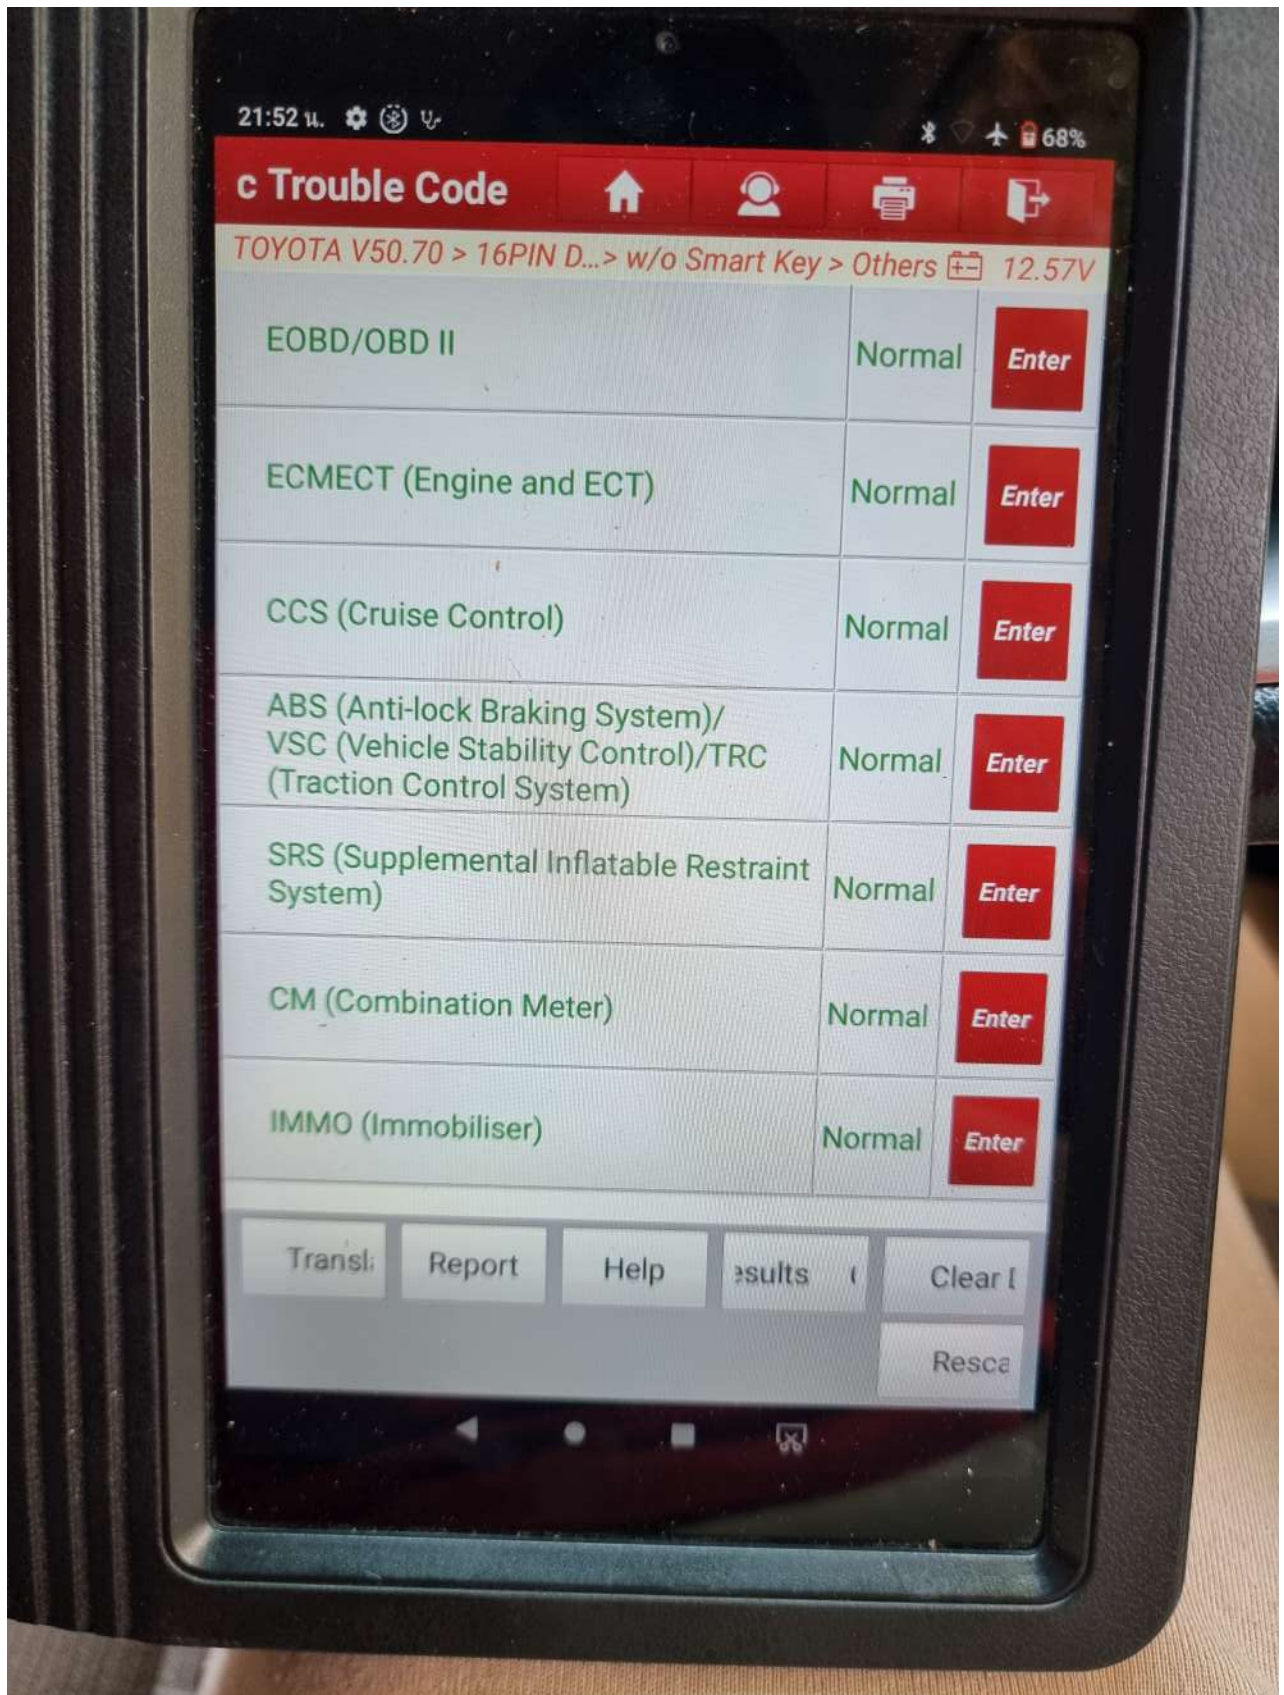 21:52 น.
68%
c Trouble Code
TOYOTA V50.70 > 16PIN D...> w/o Smart Key > Others 12.57V
EOBD/OBD II Normal Enter
ECMECT (Engine and ECT) Normal Enter
CCS (Cruise Control) Normal Enter
ABS (Anti-lock Braking System)/
VSC (Vehicle Stability Control)/TRC
(Traction Control System) Normal Enter
SRS (Supplemental Inflatable Restraint
System) Normal Enter
CM (Combination Meter) Normal Enter
IMMO (Immobiliser) Normal Enter
Transl Report Help esults Clear
Resca